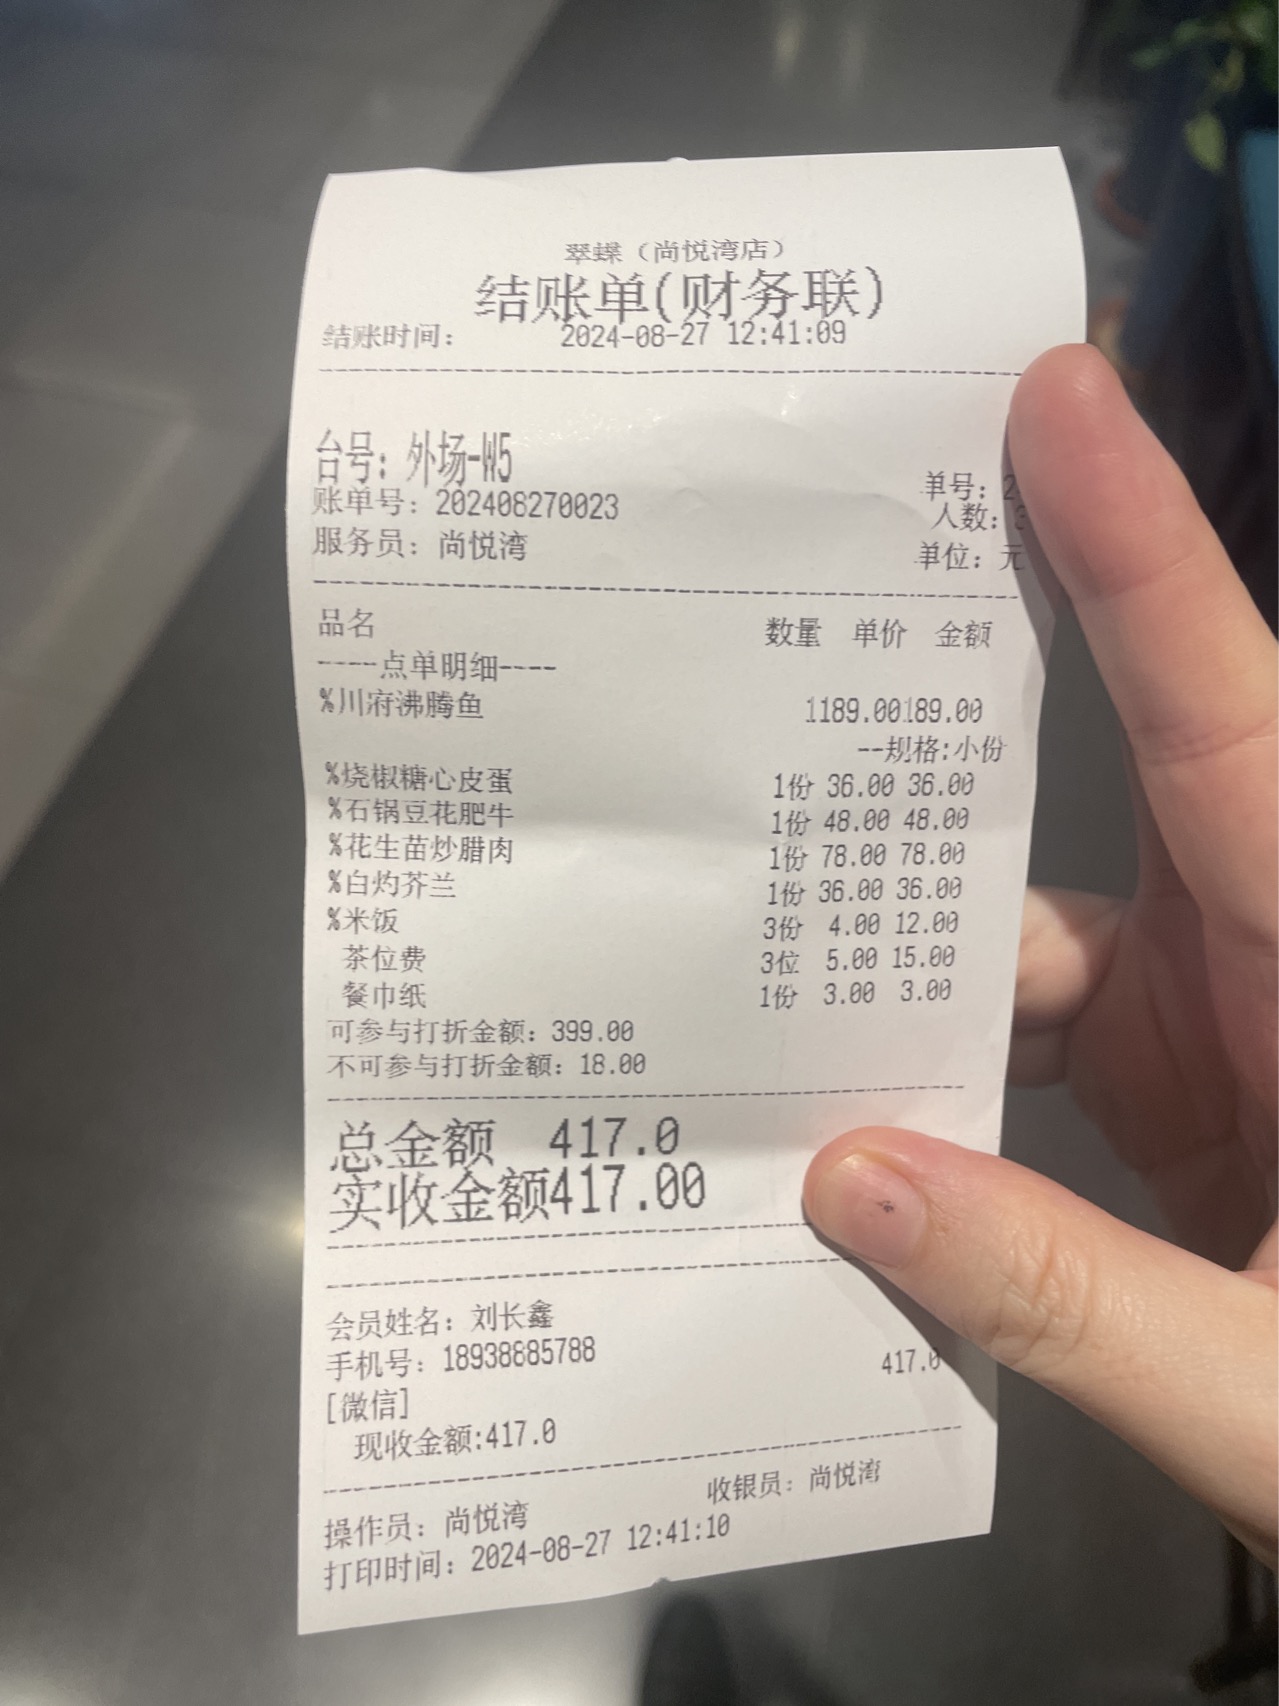 翠蝶（尚悦湾店）
结账单(财务联)
结账时间： 2024-08-27 12:41:09
台号：外场-W5
单号：2
账单号：202408270023
人数：3
服务员：尚悦湾
单位：元
品名 数量 单价 金额
-----点单明细----
%川府沸腾鱼 1189.00189.00
--规格:小份
%烧椒糖心皮蛋 1份 36.00 36.00
%石锅豆花肥牛 1份 48.00 48.00
%花生苗炒腊肉 1份 78.00 78.00
%白灼芥兰 1份 36.00 36.00
%米饭 3份 4.00 12.00
茶位费 3位 5.00 15.00
餐巾纸 1份 3.00 3.00
可参与打折金额：399.00
不可参与打折金额：18.00
总金额 417.0
实收金额417.00
会员姓名：刘长鑫
手机号：18938885788
[微信] 417.0
现收金额:417.0
操作员：尚悦湾 收银员：尚悦湾
打印时间：2024-08-27 12:41:10